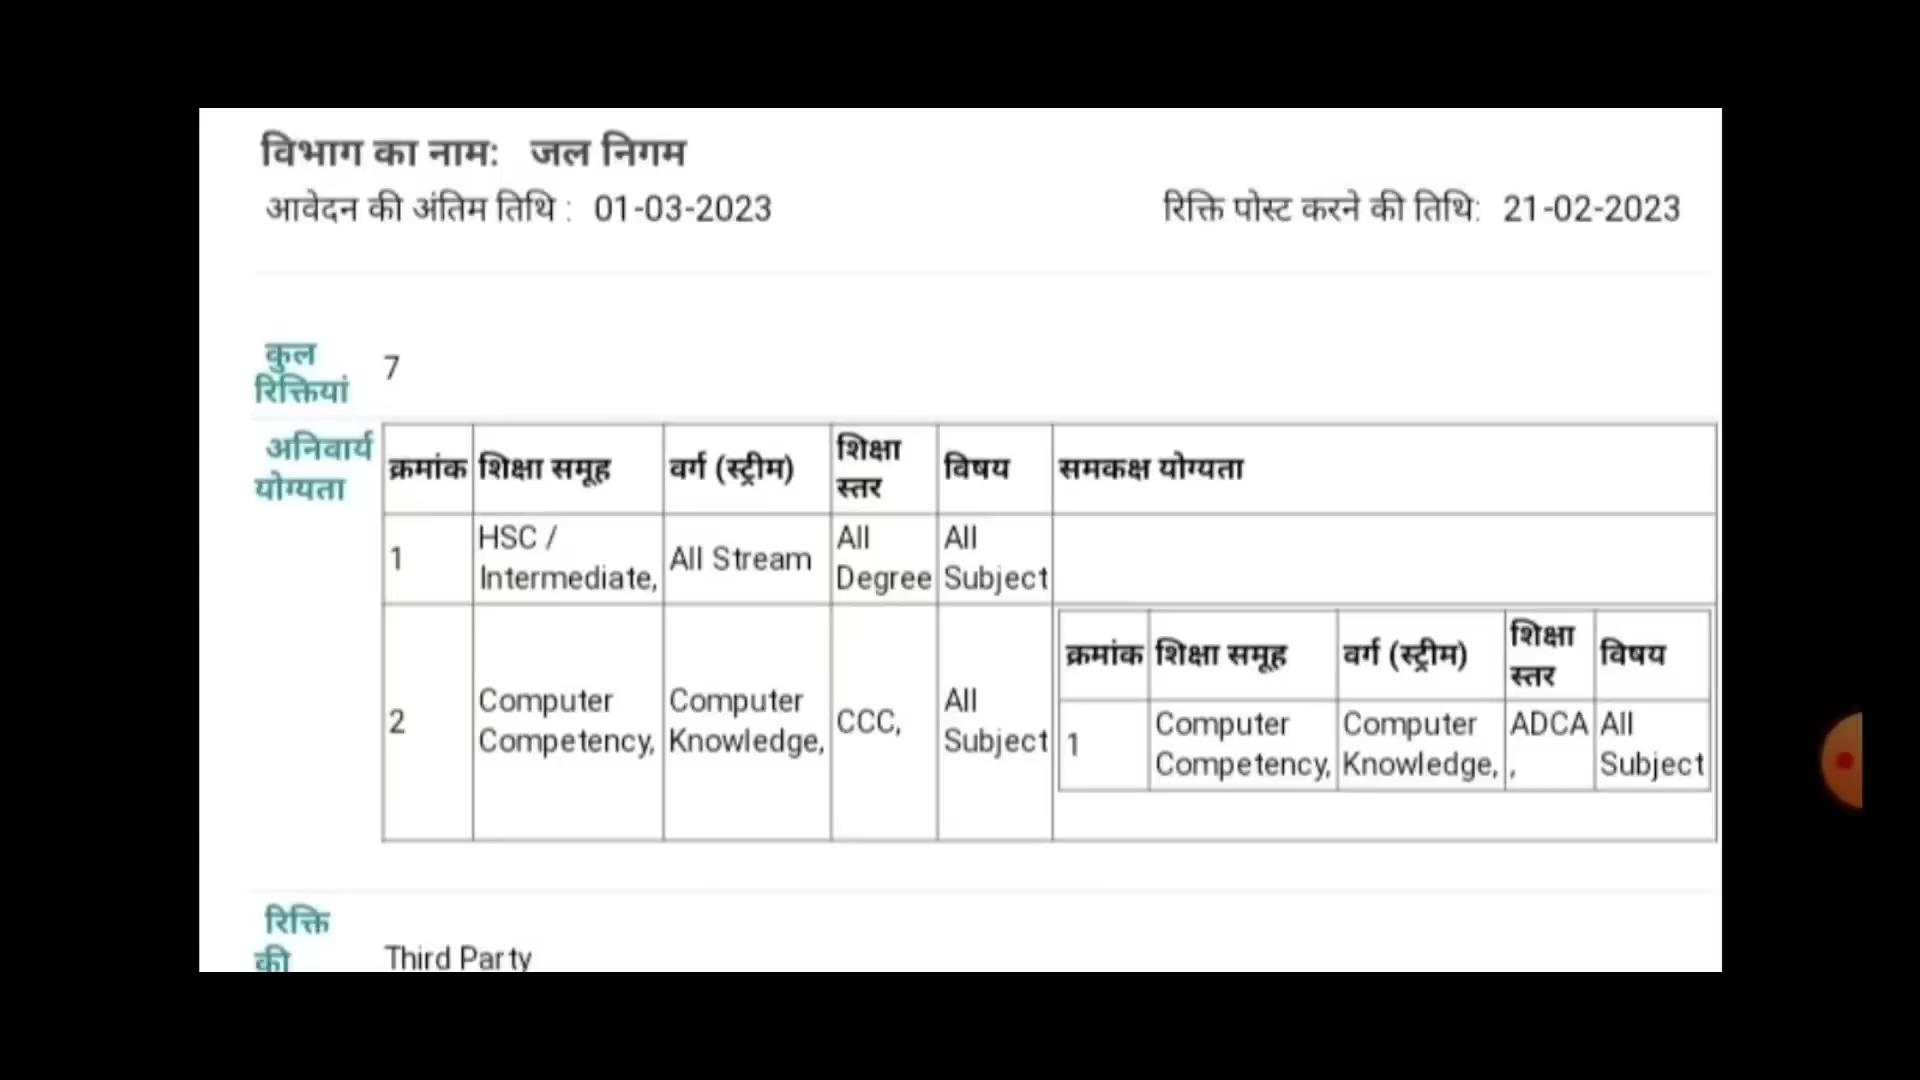 विभाग का नाम: जल निगम
आवेदन की अंतिम तिथि : 01-03-2023 रिक्ति पोस्ट करने की तिथि: 21-02-2023
कुल
रिक्तियां
7
अनिवार्य
योग्यता
क्रमांक शिक्षा समूह वर्ग (स्ट्रीम) शिक्षा स्तर विषय समकक्ष योग्यता
1 HSC / Intermediate, All Stream All Degree All Subject
2 Computer Competency, Computer Knowledge, CCC, All Subject
क्रमांक शिक्षा समूह वर्ग (स्ट्रीम) शिक्षा स्तर विषय
1 Computer Competency, Computer Knowledge, ADCA , All Subject
रिक्ति
की
Third Party